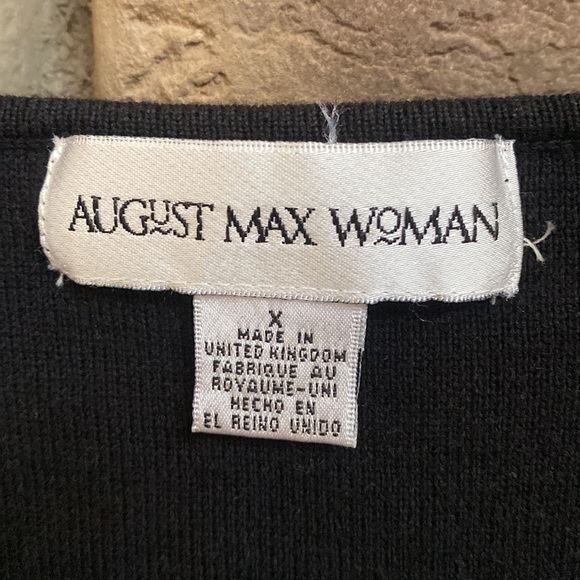 AUGUST MAX WOMAN
X
MADE IN
UNITED KINGDOM
FABRIQUE AU
ROYAUME-UNI
HECHO EN
EL REINO UNIDO